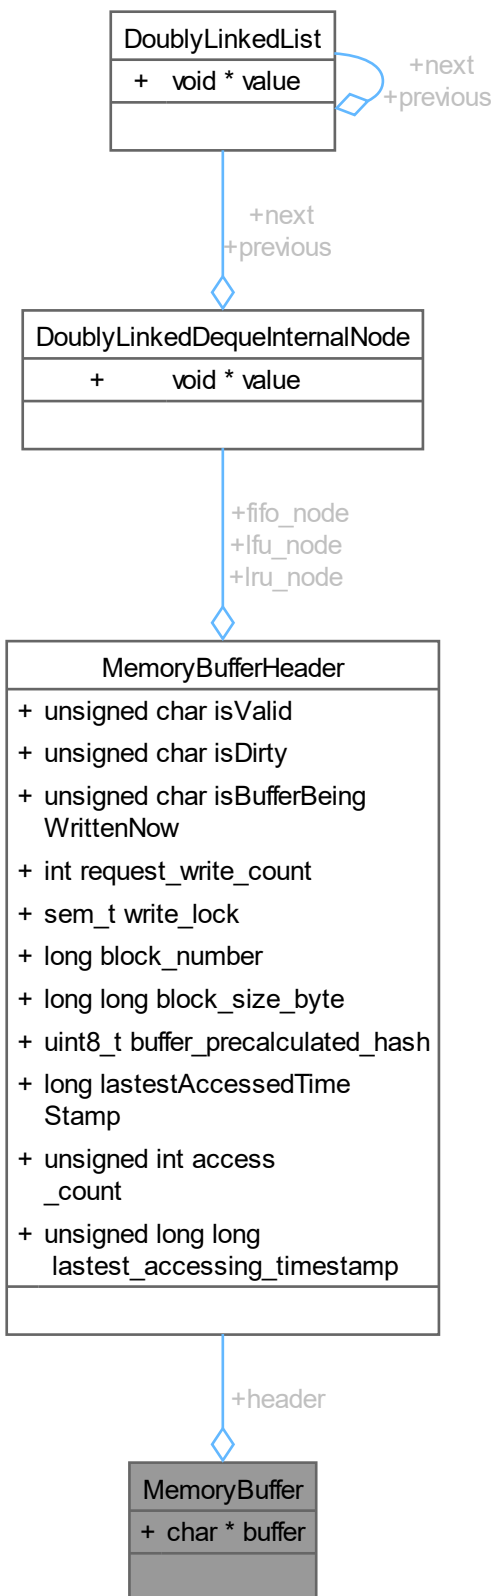 DoublyLinkedList
+ void * value
+next
+previous
+next
+previous
DoublyLinkedDequeInternalNode
+ void * value
+fifo_node
+lfu_node
+lru_node
MemoryBufferHeader
+ unsigned char isValid
+ unsigned char isDirty
+ unsigned char isBufferBeing
WrittenNow
+ int request_write_count
+ sem_t write_lock
+ long block_number
+ long long block_size_byte
+ uint8_t buffer_precalculated_hash
+ long lastestAccessedTime
Stamp
+ unsigned int access
_count
+ unsigned long long
lastest_accessing_timestamp
+header
MemoryBuffer
+ char * buffer